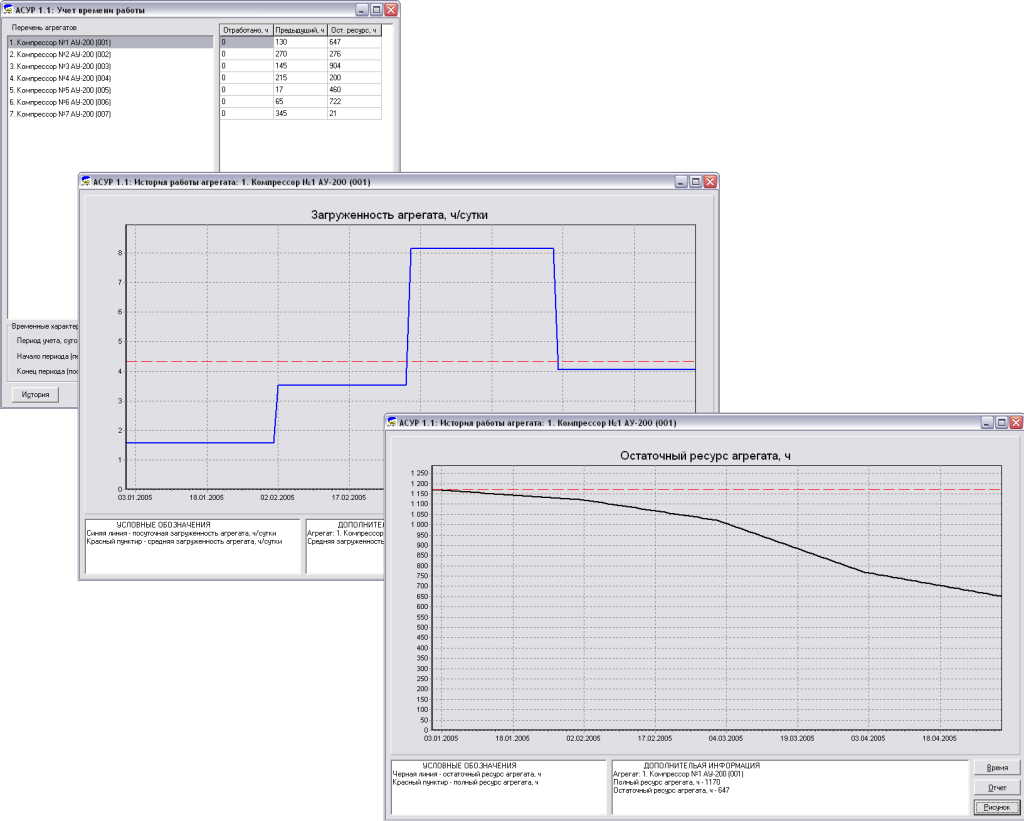 АСУР 1.1: Учет времени работы
Перечень агрегатов
Отработано, ч Предыдущий, ч Ост. ресурс, ч
1. Компрессор №1 АУ-200 (001) 0 130 647
2. Компрессор №2 АУ-200 (002) 0 270 276
3. Компрессор №3 АУ-200 (003) 0 145 904
4. Компрессор №4 АУ-200 (004) 0 215 200
5. Компрессор №5 АУ-200 (005) 0 17 460
6. Компрессор №6 АУ-200 (006) 0 65 722
7. Компрессор №7 АУ-200 (007) 0 345 21
Временные характер
Период учета, суто
Начало периода (пе
Конец периода (пос
История
АСУР 1.1: История работы агрегата: 1. Компрессор №1 АУ-200 (001)
Загруженность агрегата, ч/сутки
8
7
6
5
4
3
2
1
0
03.01.2005 18.01.2005 02.02.2005 17.02.2005
УСЛОВНЫЕ ОБОЗНАЧЕНИЯ
Синяя линия - посуточная загруженность агрегата, ч/сутки
Красный пунктир - средняя загруженность агрегата, ч/сутки
ДОПОЛНИТЕЛ
Агрегат: 1. Компрессор
Средняя загруженность
АСУР 1.1: История работы агрегата: 1. Компрессор №1 АУ-200 (001)
Остаточный ресурс агрегата, ч
1 250
1 200
1 150
1 100
1 050
1 000
950
900
850
800
750
700
650
600
550
500
450
400
350
300
250
200
150
100
50
0
03.01.2005 18.01.2005 02.02.2005 17.02.2005 04.03.2005 19.03.2005 03.04.2005 18.04.2005
УСЛОВНЫЕ ОБОЗНАЧЕНИЯ
Черная линия - остаточный ресурс агрегата, ч
Красный пунктир - полный ресурс агрегата, ч
ДОПОЛНИТЕЛЬАЯ ИНФОРМАЦИЯ
Агрегат: 1. Компрессор №1 АУ-200 (001)
Полный ресурс агрегата, ч - 1170
Остаточный ресурс агрегата, ч - 647
Время
Отчет
Рисунок